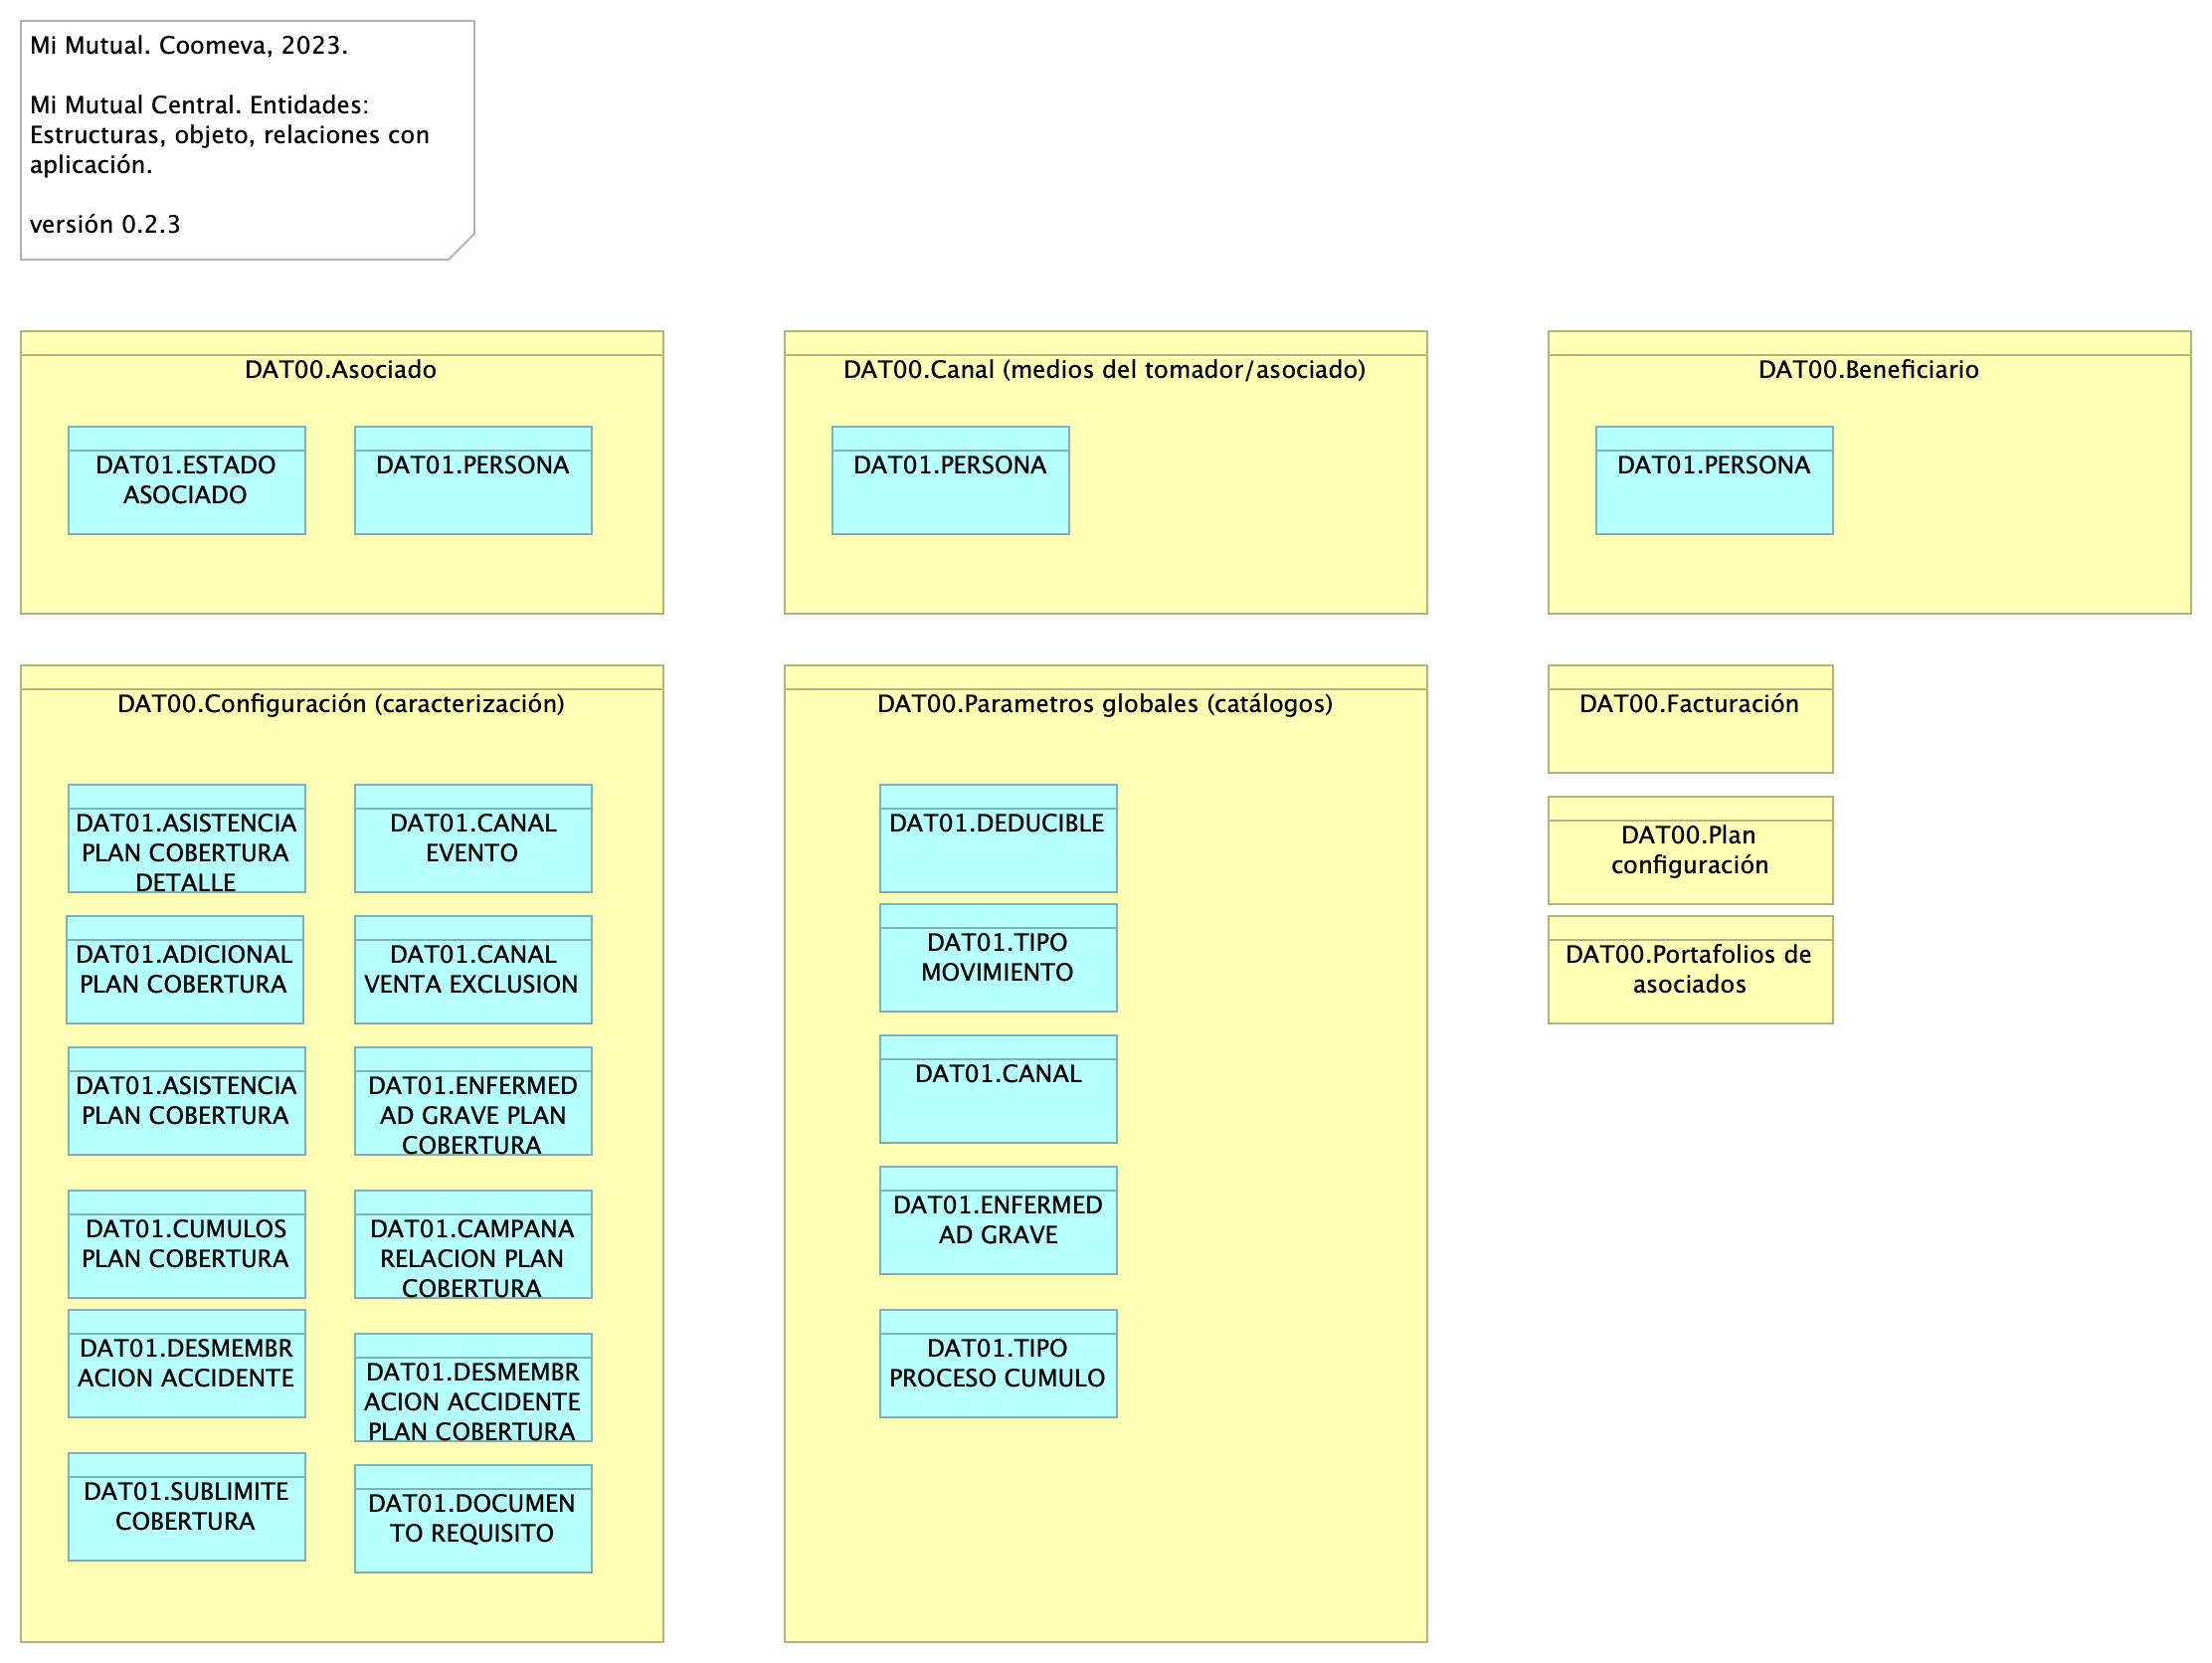 Mi Mutual. Coomeva, 2023.
Mi Mutual Central. Entidades:
Estructuras, objeto, relaciones con
aplicación.
versión 0.2.3
DAT00.Asociado
DAT01.ESTADO
ASOCIADO
DAT01.PERSONA
DAT00.Canal (medios del tomador/asociado)
DAT01.PERSONA
DAT00.Beneficiario
DAT01.PERSONA
DAT00.Configuración (caracterización)
DAT01.ASISTENCIA
PLAN COBERTURA
DETALLE
DAT01.CANAL
EVENTO
DAT01.ADICIONAL
PLAN COBERTURA
DAT01.CANAL
VENTA EXCLUSION
DAT01.ASISTENCIA
PLAN COBERTURA
DAT01.ENFERMED
AD GRAVE PLAN
COBERTURA
DAT01.CUMULOS
PLAN COBERTURA
DAT01.CAMPANA
RELACION PLAN
COBERTURA
DAT01.DESMEMBR
ACION ACCIDENTE
DAT01.DESMEMBR
ACION ACCIDENTE
PLAN COBERTURA
DAT01.SUBLIMITE
COBERTURA
DAT01.DOCUMEN
TO REQUISITO
DAT00.Parametros globales (catálogos)
DAT01.DEDUCIBLE
DAT01.TIPO
MOVIMIENTO
DAT01.CANAL
DAT01.ENFERMED
AD GRAVE
DAT01.TIPO
PROCESO CUMULO
DAT00.Facturación
DAT00.Plan
configuración
DAT00.Portafolios de
asociados